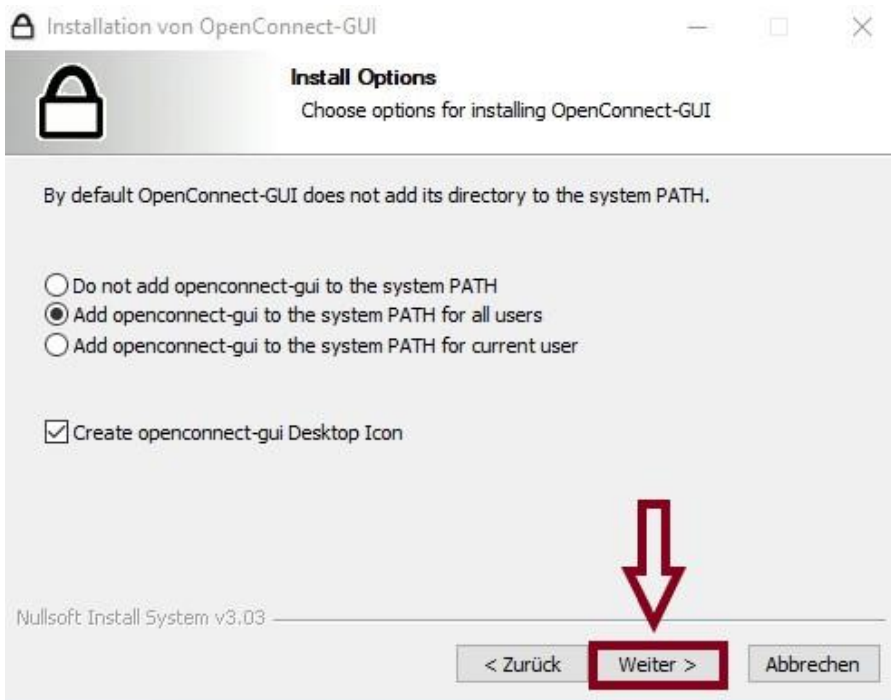 Installation von OpenConnect-GUI
Install Options
Choose options for installing OpenConnect-GUI
By default OpenConnect-GUI does not add its directory to the system PATH.
Do not add openconnect-gui to the system PATH
Add openconnect-gui to the system PATH for all users
Add openconnect-gui to the system PATH for current user
Create openconnect-gui Desktop Icon
Nullsoft Install System v3.03
< Zurück Weiter > Abbrechen